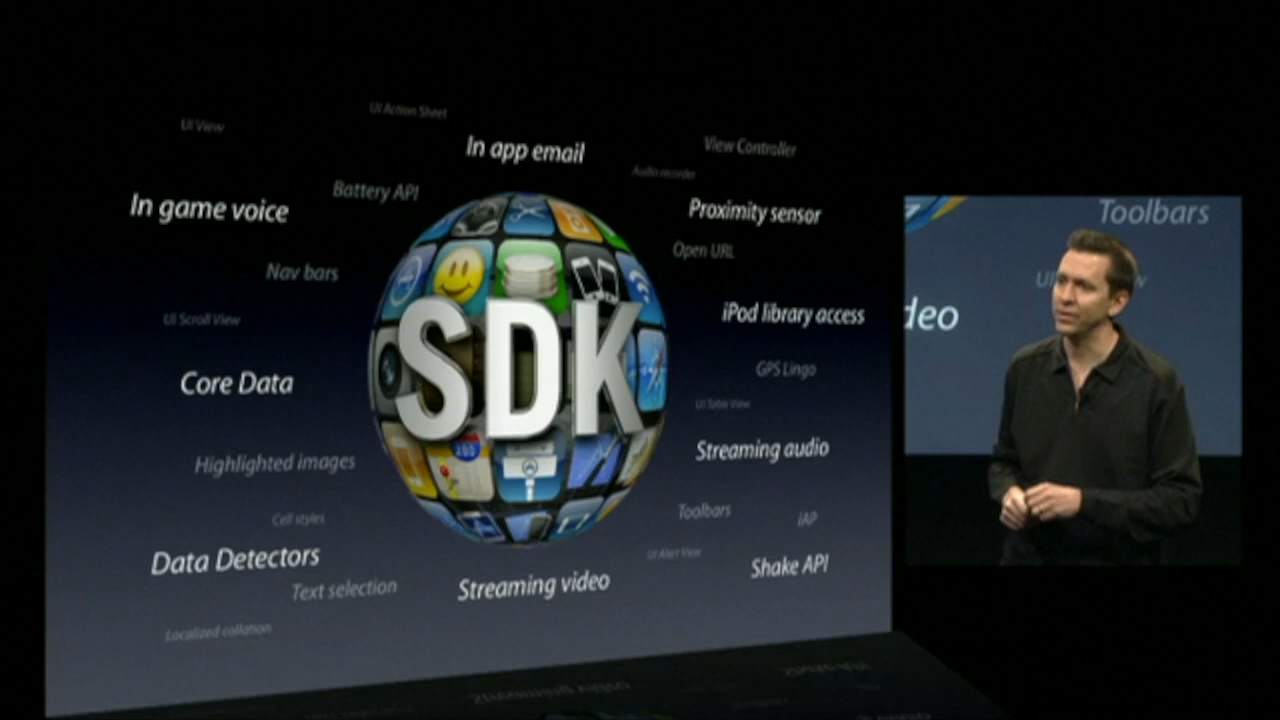 UI Action Sheet
UI View
In app email
View Controller
Audio recorder
Battery API
In game voice
Proximity sensor
Toolbars
Open URL
Nav bars
UI Scroll View
SDK
iPod library access
deo
GPS Lingo
Core Data
UI Table View
Streaming audio
Highlighted images
Toolbars
iAP
Cell styles
UI Alert View
Data Detectors
Shake API
Text selection
Streaming video
Localized collation